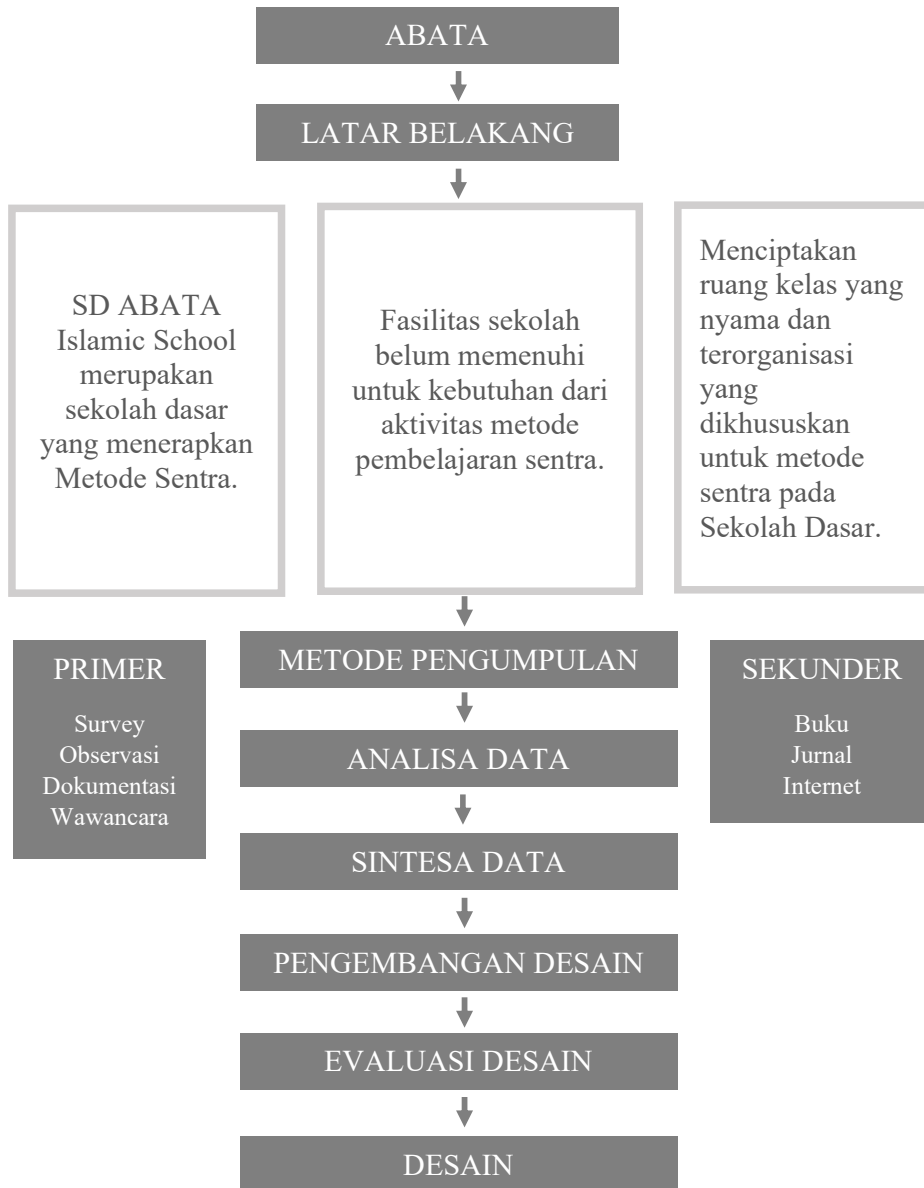 ABATA
LATAR BELAKANG
SD ABATA
Islamic School
merupakan
sekolah dasar
yang menerapkan
Metode Sentra.
Fasilitas sekolah
belum memenuhi
untuk kebutuhan dari
aktivitas metode
pembelajaran sentra.
Menciptakan
ruang kelas yang
nyama dan
terorganisasi
yang
dikhususkan
untuk metode
sentra pada
Sekolah Dasar.
PRIMER
Survey
Observasi
Dokumentasi
Wawancara
METODE PENGUMPULAN
SEKUNDER
Buku
Jurnal
Internet
ANALISA DATA
SINTESA DATA
PENGEMBANGAN DESAIN
EVALUASI DESAIN
DESAIN